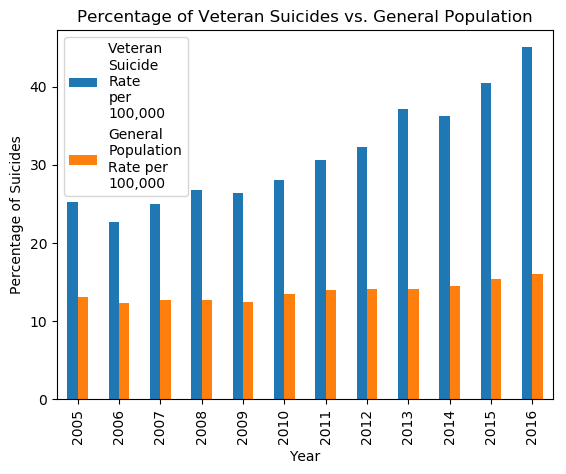 Percentage of Veteran Suicides vs. General Population
Veteran
Suicide
Rate
per
100,000
General
Population
Rate per
100,000
Percentage of Suicides
40
30
20
10
0
2005 2006 2007 2008 2009 2010 2011 2012 2013 2014 2015 2016
Year